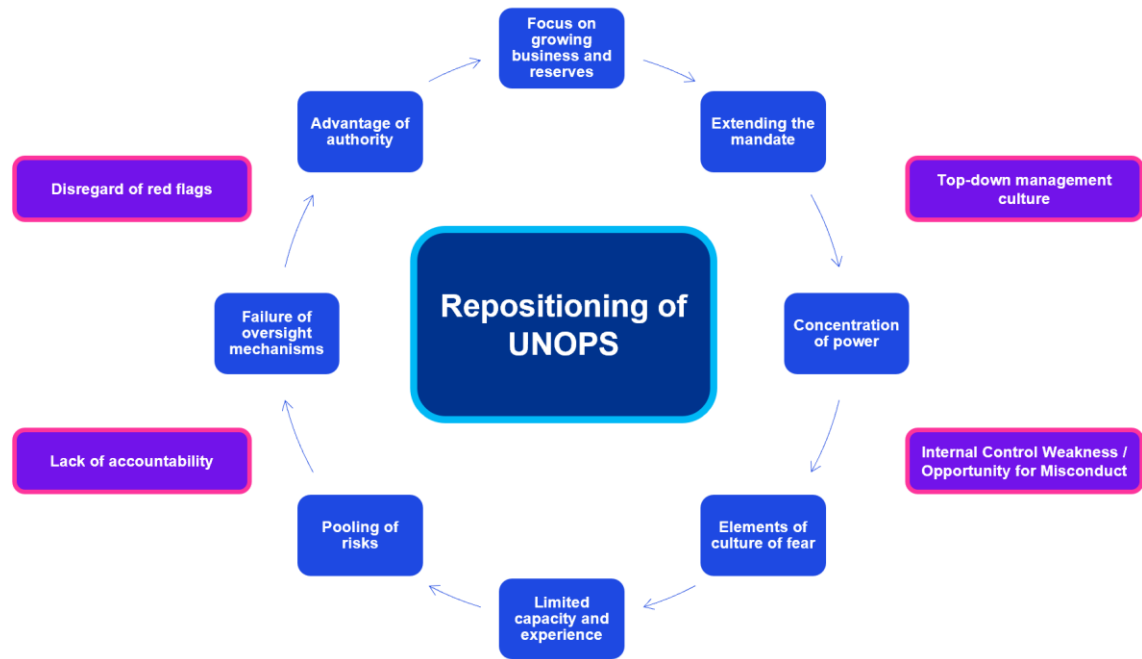 Focus on
growing
business and
reserves
Advantage of
authority
Extending the
mandate
Disregard of red flags
Top-down management
culture
Repositioning of
UNOPS
Failure of
oversight
mechanisms
Concentration
of power
Lack of accountability
Internal Control Weakness /
Opportunity for Misconduct
Pooling of
risks
Elements of
culture of fear
Limited
capacity and
experience